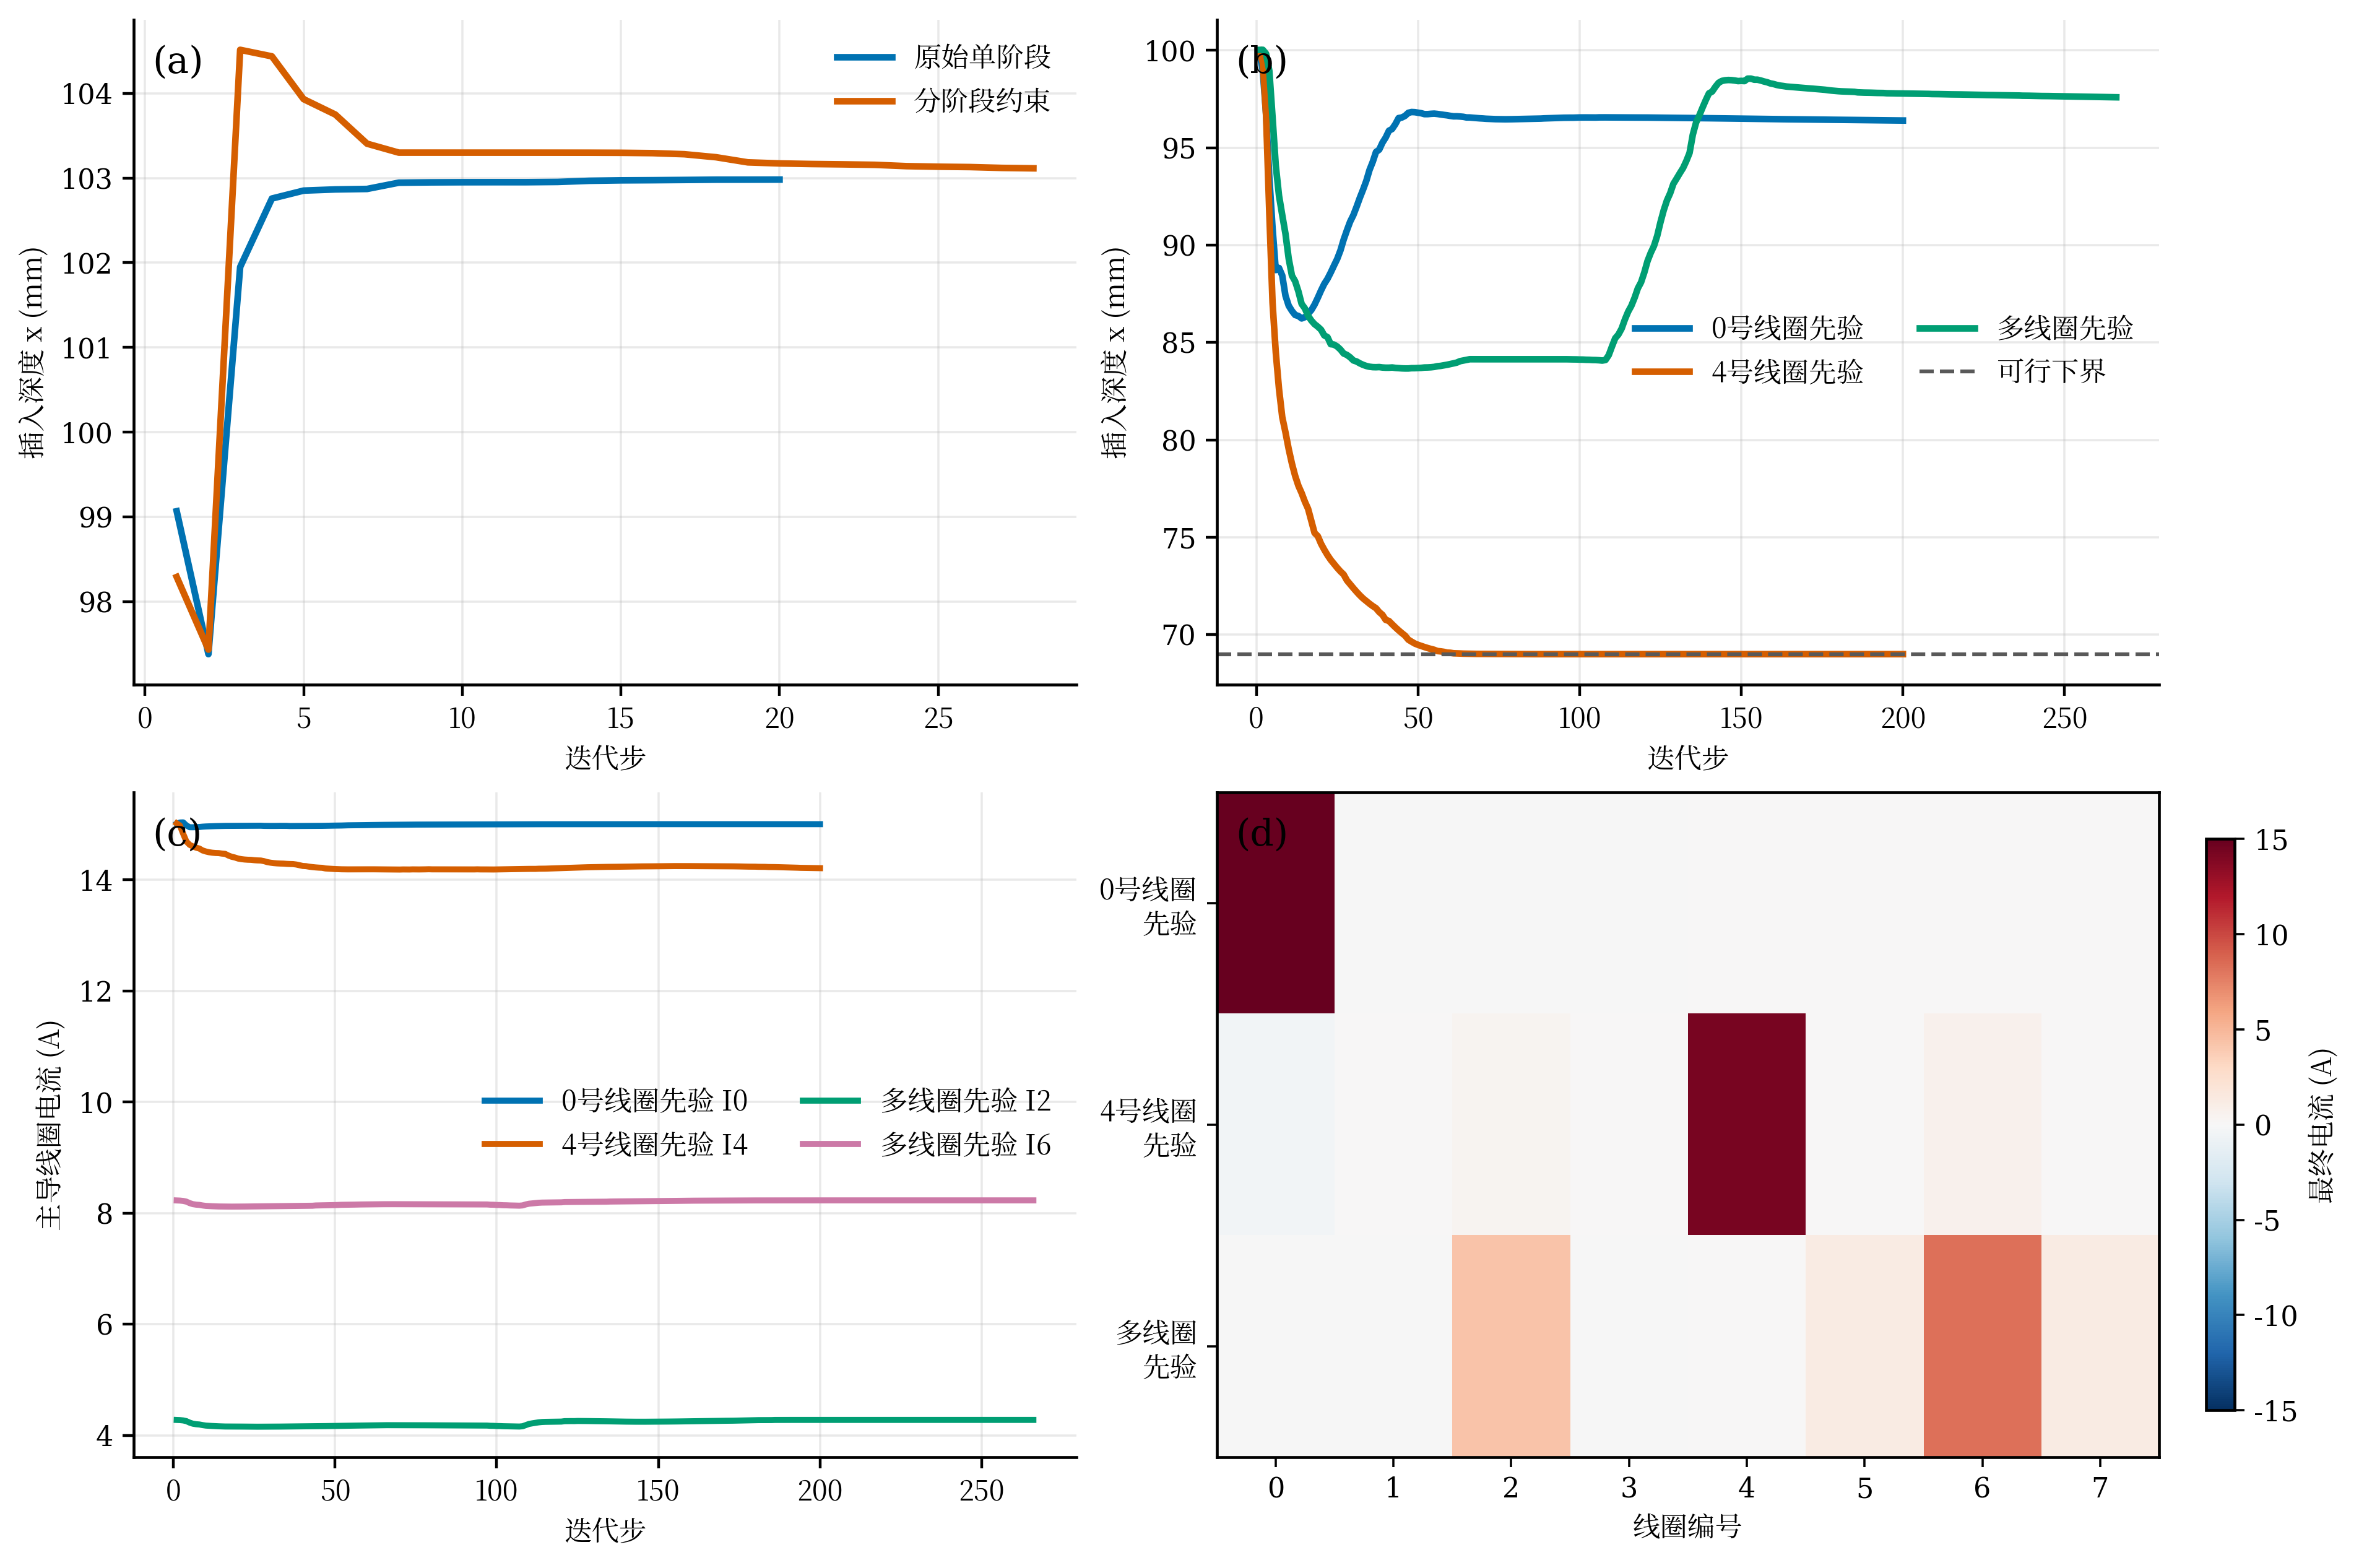 (a)
原始单阶段
分阶段约束
104
103
102
101
100
99
98
插入深度 x (mm)
0 5 10 15 20 25
迭代步
(b)
100
95
90
85
80
75
70
插入深度 x (mm)
0号线圈先验 多线圈先验
4号线圈先验 可行下界
0 50 100 150 200 250
迭代步
(c)
14
12
10
8
6
4
主导线圈电流 (A)
0号线圈先验 I0 多线圈先验 I2
4号线圈先验 I4 多线圈先验 I6
0 50 100 150 200 250
迭代步
(d)
0号线圈
先验
4号线圈
先验
多线圈
先验
0 1 2 3 4 5 6 7
线圈编号
15
10
5
0
-5
-10
-15
最终电流 (A)